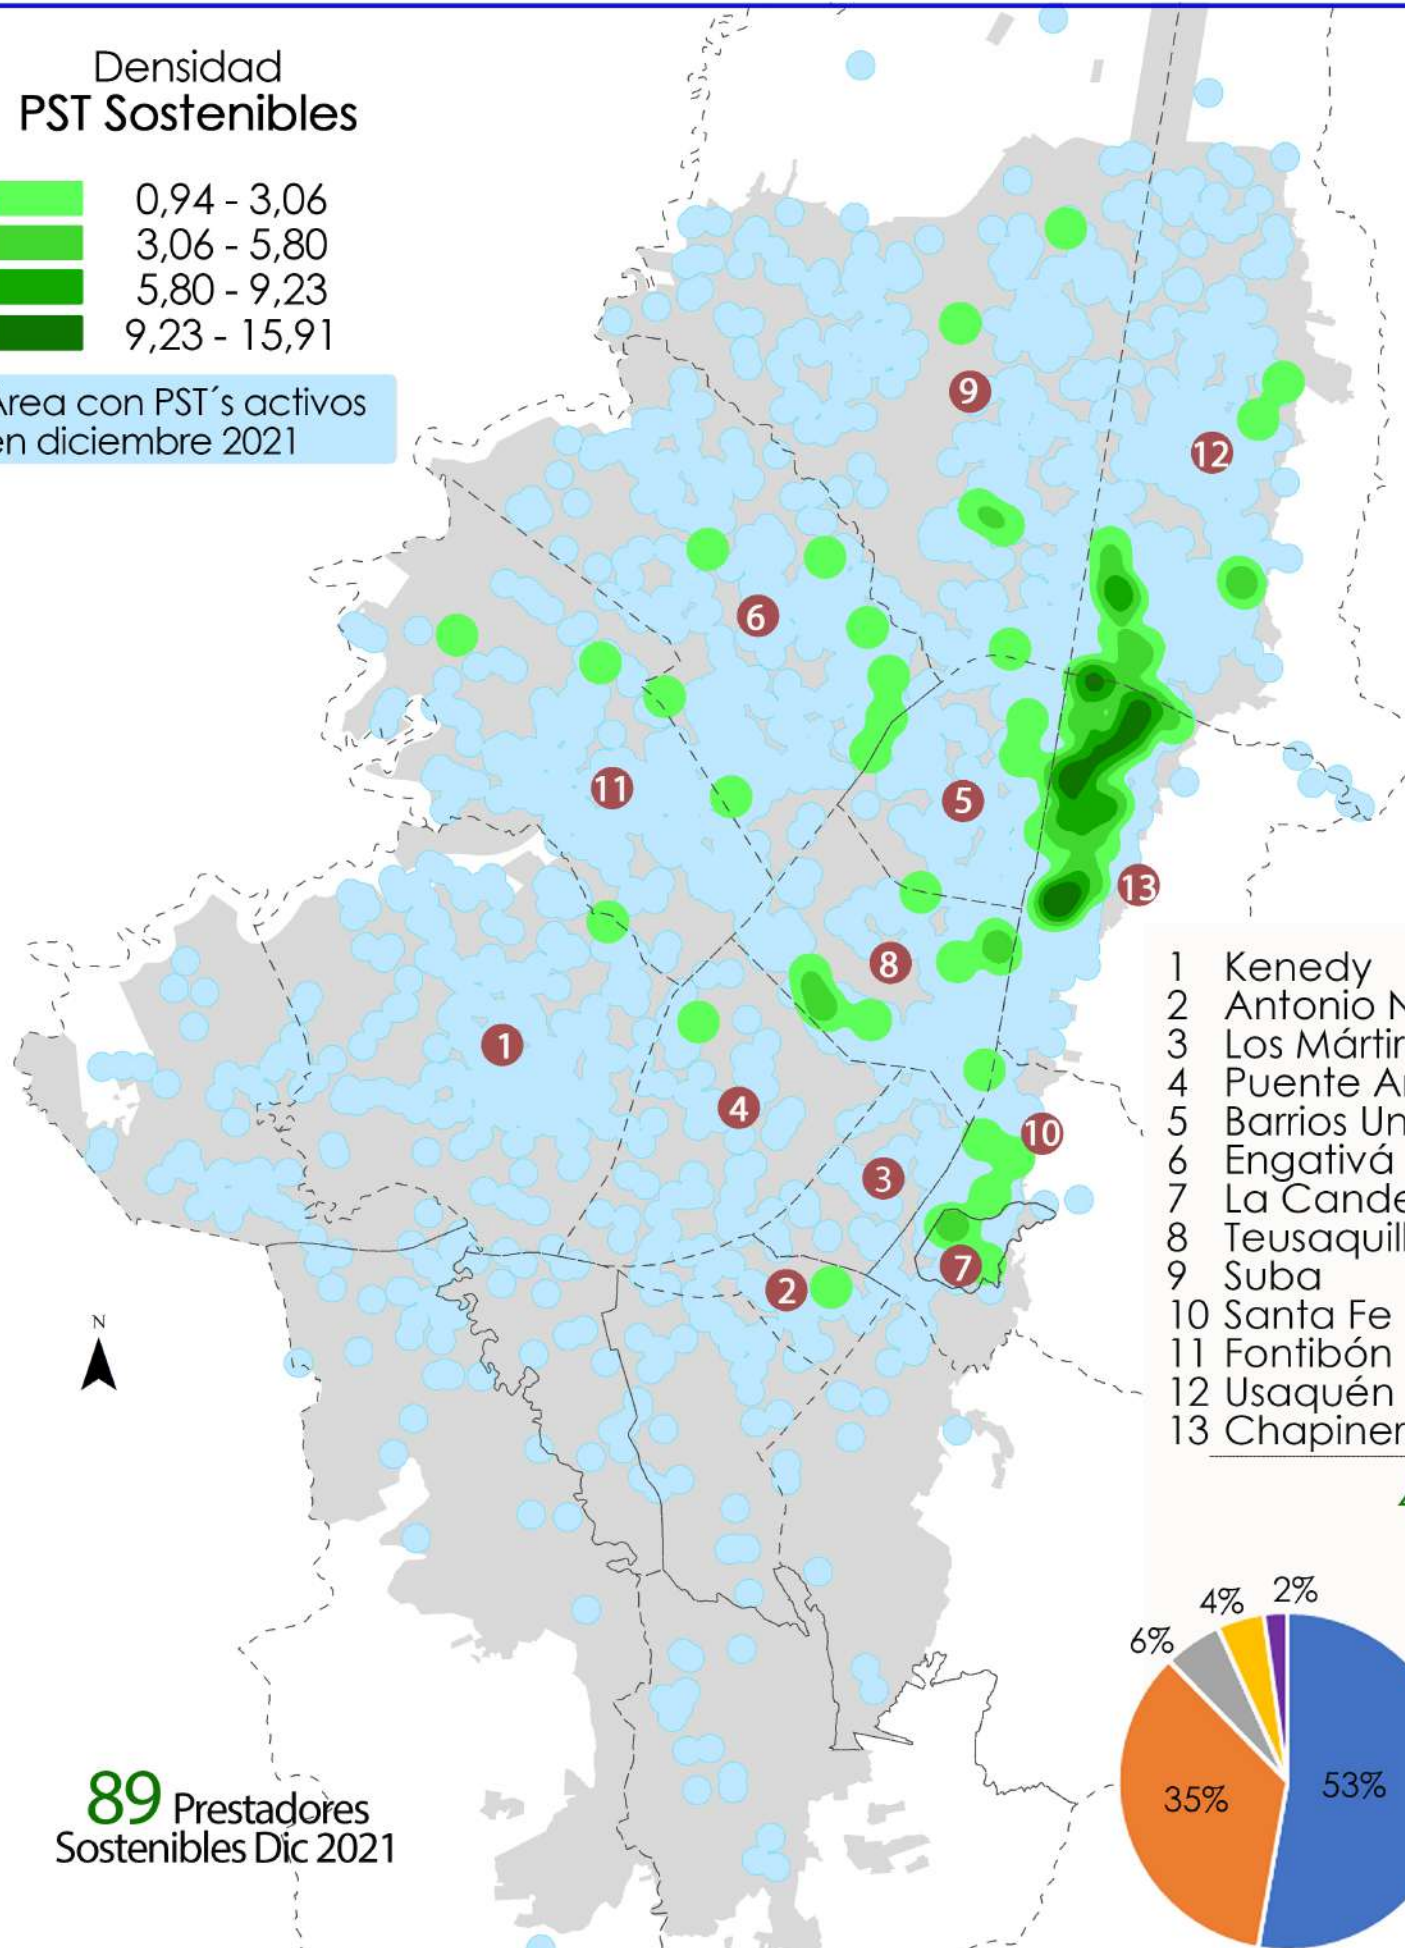 Densidad
PST Sostenibles
0,94 - 3,06
3,06 - 5,80
5,80 - 9,23
9,23 - 15,91
Area con PST´s activos
en diciembre 2021
9
12
6
11
5
13
8
1
4
10
3
7
2
1 Kenedy
2 Antonio N
3 Los Mártir
4 Puente Ar
5 Barrios Un
6 Engativá
7 La Cande
8 Teusaquill
9 Suba
10 Santa Fe
11 Fontibón
12 Usaquén
13 Chapiner
N
2%
4%
6%
35%
53%
89 Prestadores
Sostenibles Dic 2021